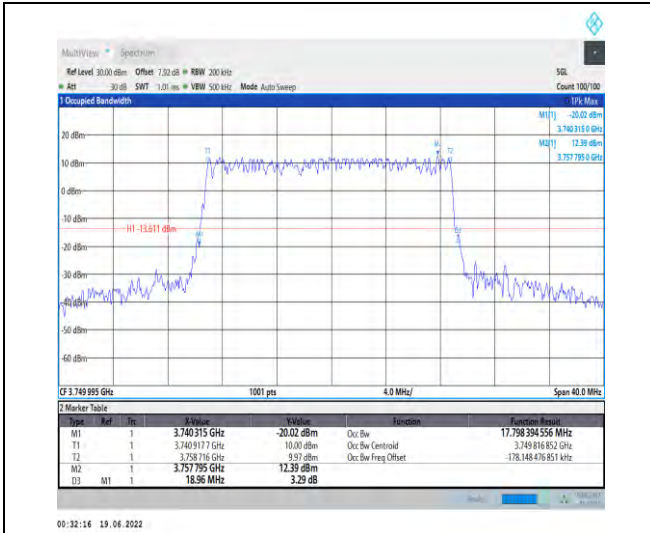 MultiView Spectrum
Ref Level 30.00 dBm Offset 7.92 dB RBW 200 kHz SGL
Att 30 dB SWT 1.01 ms VBW 500 kHz Mode Auto Sweep Count 100/100
1 Occupied Bandwidth 1Pk Max
M1[1] -20.02 dBm
3.740 315 0 GHz
M2[1] 12.39 dBm
3.757 795 0 GHz
20 dBm
T1 T2
10 dBm
0 dBm
-10 dBm
H1 -13.611 dBm
-20 dBm
-30 dBm
-40 dBm
-50 dBm
-60 dBm
CF 3.749 995 GHz 1001 pts 4.0 MHz/ Span 40.0 MHz
2 Marker Table
Type Ref Trc X-Value Y-Value Function Function Result
M1 1 3.740 315 GHz -20.02 dBm Occ Bw 17.798 394 556 MHz
T1 1 3.740 917 7 GHz 10.00 dBm Occ Bw Centroid 3.749 816 852 GHz
T2 1 3.758 716 GHz 9.97 dBm Occ Bw Freq Offset -178.148 476 851 kHz
M2 1 3.757 795 GHz 12.39 dBm
D3 M1 1 18.96 MHz 3.29 dB
00:32:16 19.06.2022